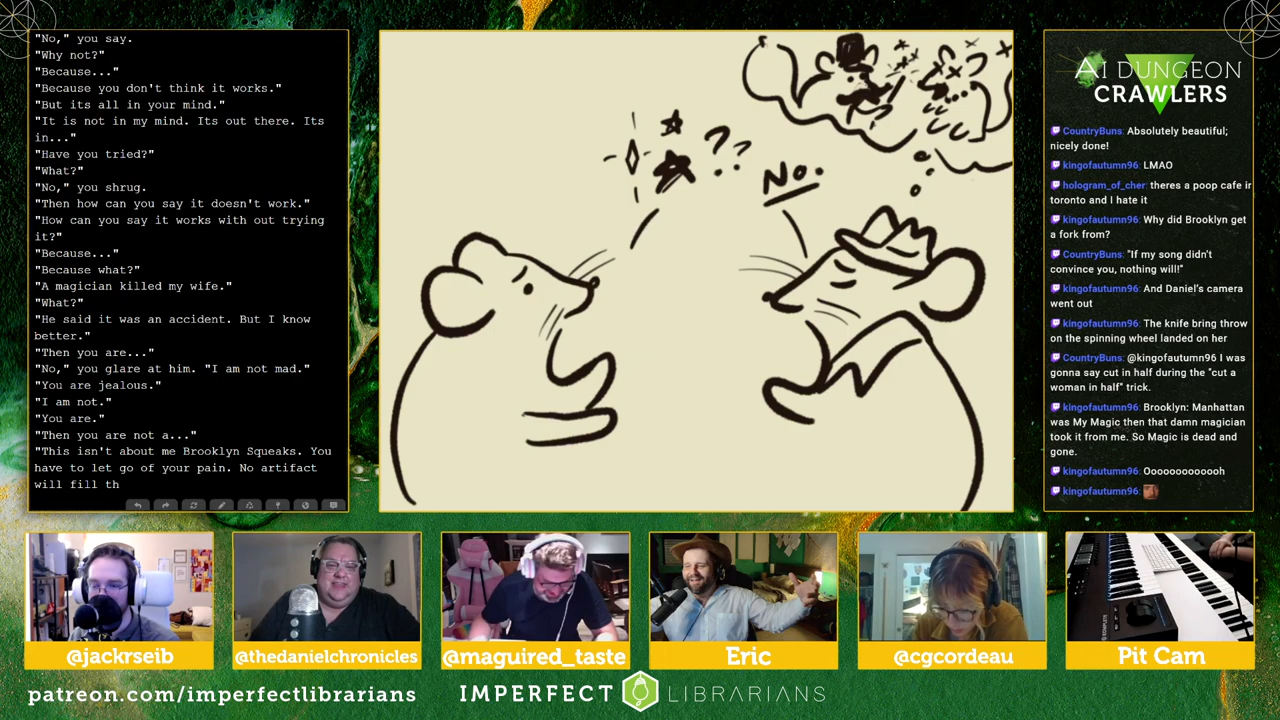 "No," you say.
"Why not?"
"Because..."
"Because you don't think it works."
"But its all in your mind."
"It is not in my mind. Its out there. Its
in..."
"Have you tried?"
"What?"
"No," you shrug.
"Then how can you say it doesn't work."
"How can you say it works with out trying
it?"
"Because..."
"Because what?"
"A magician killed my wife."
"What?"
"He said it was an accident. But I know
better."
"Then you are..."
"No," you glare at him. "I am not mad."
"You are jealous."
"I am not."
"You are."
"Then you are not a..."
"This isn't about me Brooklyn Squeaks. You
have to let go of your pain. No artifact
will fill th
??
No.
AI DUNGEON
CRAWLERS
CountryBuns: Absolutely beautiful;
nicely done!
kingofautumn96: LMAO
hologram_of_cher: theres a poop cafe in
toronto and I hate it
kingofautumn96: Why did Brooklyn get
a fork from?
CountryBuns: "If my song didn't
convince you, nothing will!"
kingofautumn96: And Daniel's camera
went out
kingofautumn96: The knife bring throw
on the spinning wheel landed on her
CountryBuns: @kingofautumn96 I was
gonna say cut in half during the "cut a
woman in half" trick.
kingofautumn96: Brooklyn: Manhattan
was My Magic then that damn magician
took it from me. So Magic is dead and
gone.
kingofautumn96: Ooooooooooooh
kingofautumn96:
@jackrseib
@thedanielchronicles
@maguired_taste
Eric
@cgcordeau
Pit Cam
patreon.com/imperfectlibrarians
IMPERFECT LIBRARIANS